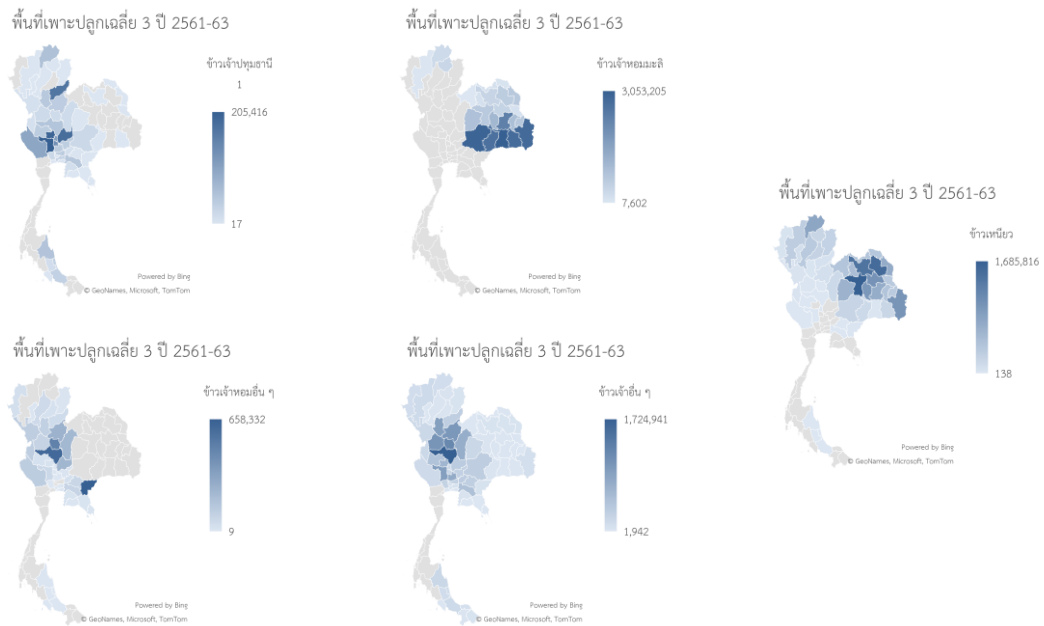 พื้นที่เพาะปลูกเฉลี่ย 3 ปี 2561-63
ข้าวเจ้าปทุมธานี
1
205,416
17
Powered by Bing
© GeoNames, Microsoft, TomTom
พื้นที่เพาะปลูกเฉลี่ย 3 ปี 2561-63
ข้าวเจ้าหอมมะลิ
3,053,205
7,602
Powered by Bing
© GeoNames, Microsoft, TomTom
พื้นที่เพาะปลูกเฉลี่ย 3 ปี 2561-63
ข้าวเหนียว
1,685,816
138
Powered by Bing
© GeoNames, Microsoft, TomTom
พื้นที่เพาะปลูกเฉลี่ย 3 ปี 2561-63
ข้าวเจ้าหอมอื่น ๆ
658,332
9
Powered by Bing
© GeoNames, Microsoft, TomTom
พื้นที่เพาะปลูกเฉลี่ย 3 ปี 2561-63
ข้าวเจ้าอื่น ๆ
1,724,941
1,942
Powered by Bing
© GeoNames, Microsoft, TomTom